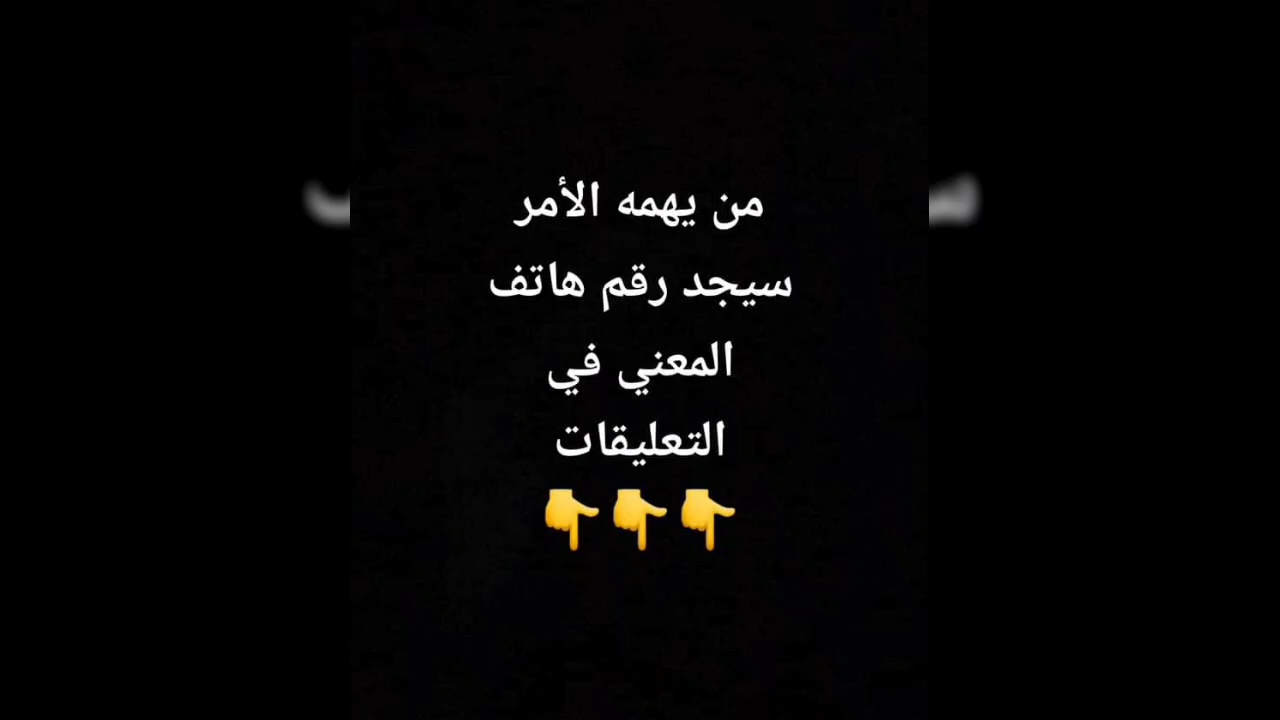 من يهمه الأمر
سيجد رقم هاتف
المعني في
التعليقات
👇👇👇